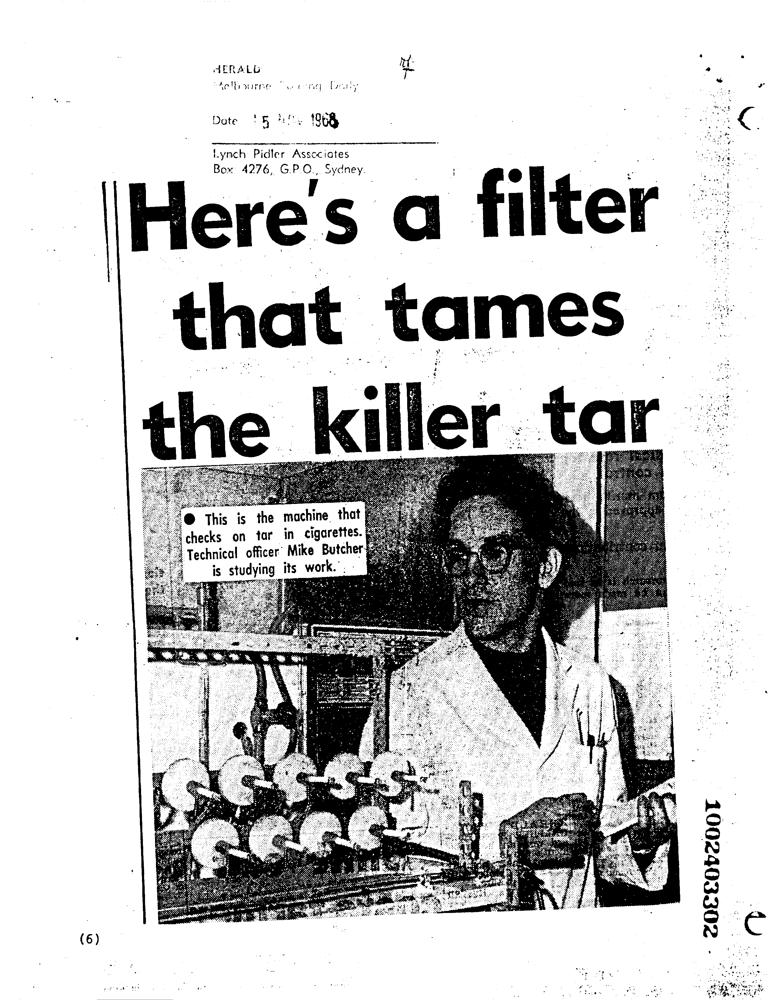 HERALD
Melbourne Evening Daily
Date 15 1968
Lynch Pidler Associates
Box 4276, G.P.O., Sydney.
Here's a filter
that tames
the killer tar
● This is the machine that
checks on tar in cigarettes.
Technical officer Mike Butcher
is studying its work.
1002403302
(6)